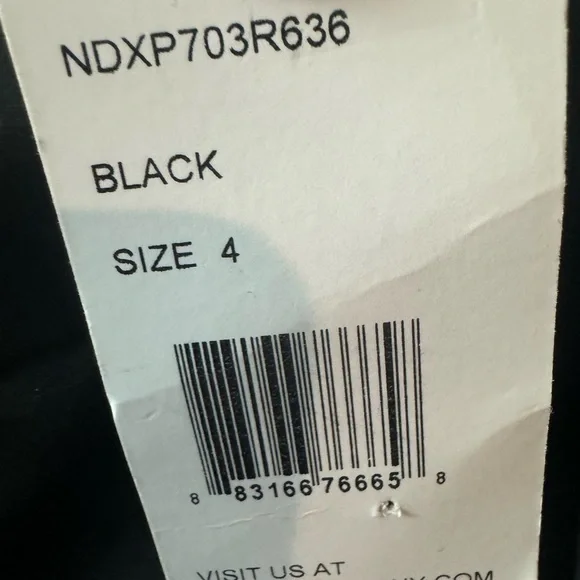 NDXP703R636
BLACK
SIZE 4
8 83166 76665 8
VISIT US AT